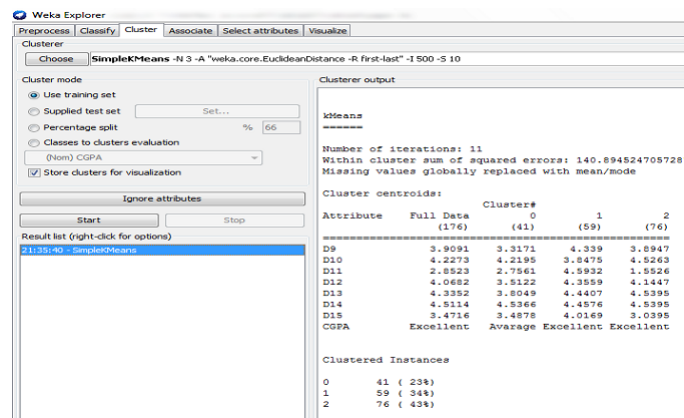 Weka Explorer
Preprocess Classify Cluster Associate Select attributes Visualize
Clusterer
Choose SimpleKMeans -N 3 -A "weka.core.EuclideanDistance -R first-last" -I 500 -S 10
Cluster mode
Use training set
Supplied test set Set...
Percentage split % 66
Classes to clusters evaluation
(Nom) CGPA
Store clusters for visualization
Ignore attributes
Start Stop
Result list (right-click for options)
21:35:40 - SimpleKMeans
Clusterer output
kMeans
======
Number of iterations: 11
Within cluster sum of squared errors: 140.894524705728
Missing values globally replaced with mean/mode
Cluster centroids:
Cluster#
Attribute Full Data 0 1 2
(176) (41) (59) (76)
D9 3.9091 3.3171 4.339 3.8947
D10 4.2273 4.2195 3.8475 4.5263
D11 2.8523 2.7561 4.5932 1.5526
D12 4.0682 3.5122 4.3559 4.1447
D13 4.3352 3.8049 4.4407 4.5395
D14 4.5114 4.5366 4.4576 4.5395
D15 3.4716 3.4878 4.0169 3.0395
CGPA Excellent Avarage Excellent Excellent
Clustered Instances
0 41 ( 23%)
1 59 ( 34%)
2 76 ( 43%)